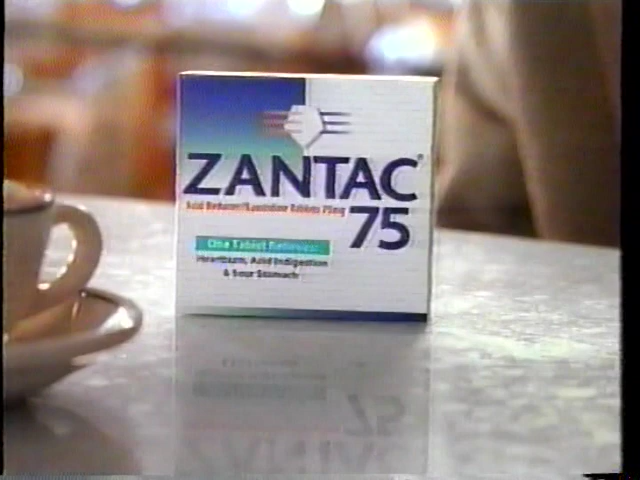 ZANTAC®
Acid Reducer/Ranitidine Tablets 75mg
75
One Tablet Relieves:
Heartburn, Acid Indigestion
& Sour Stomach